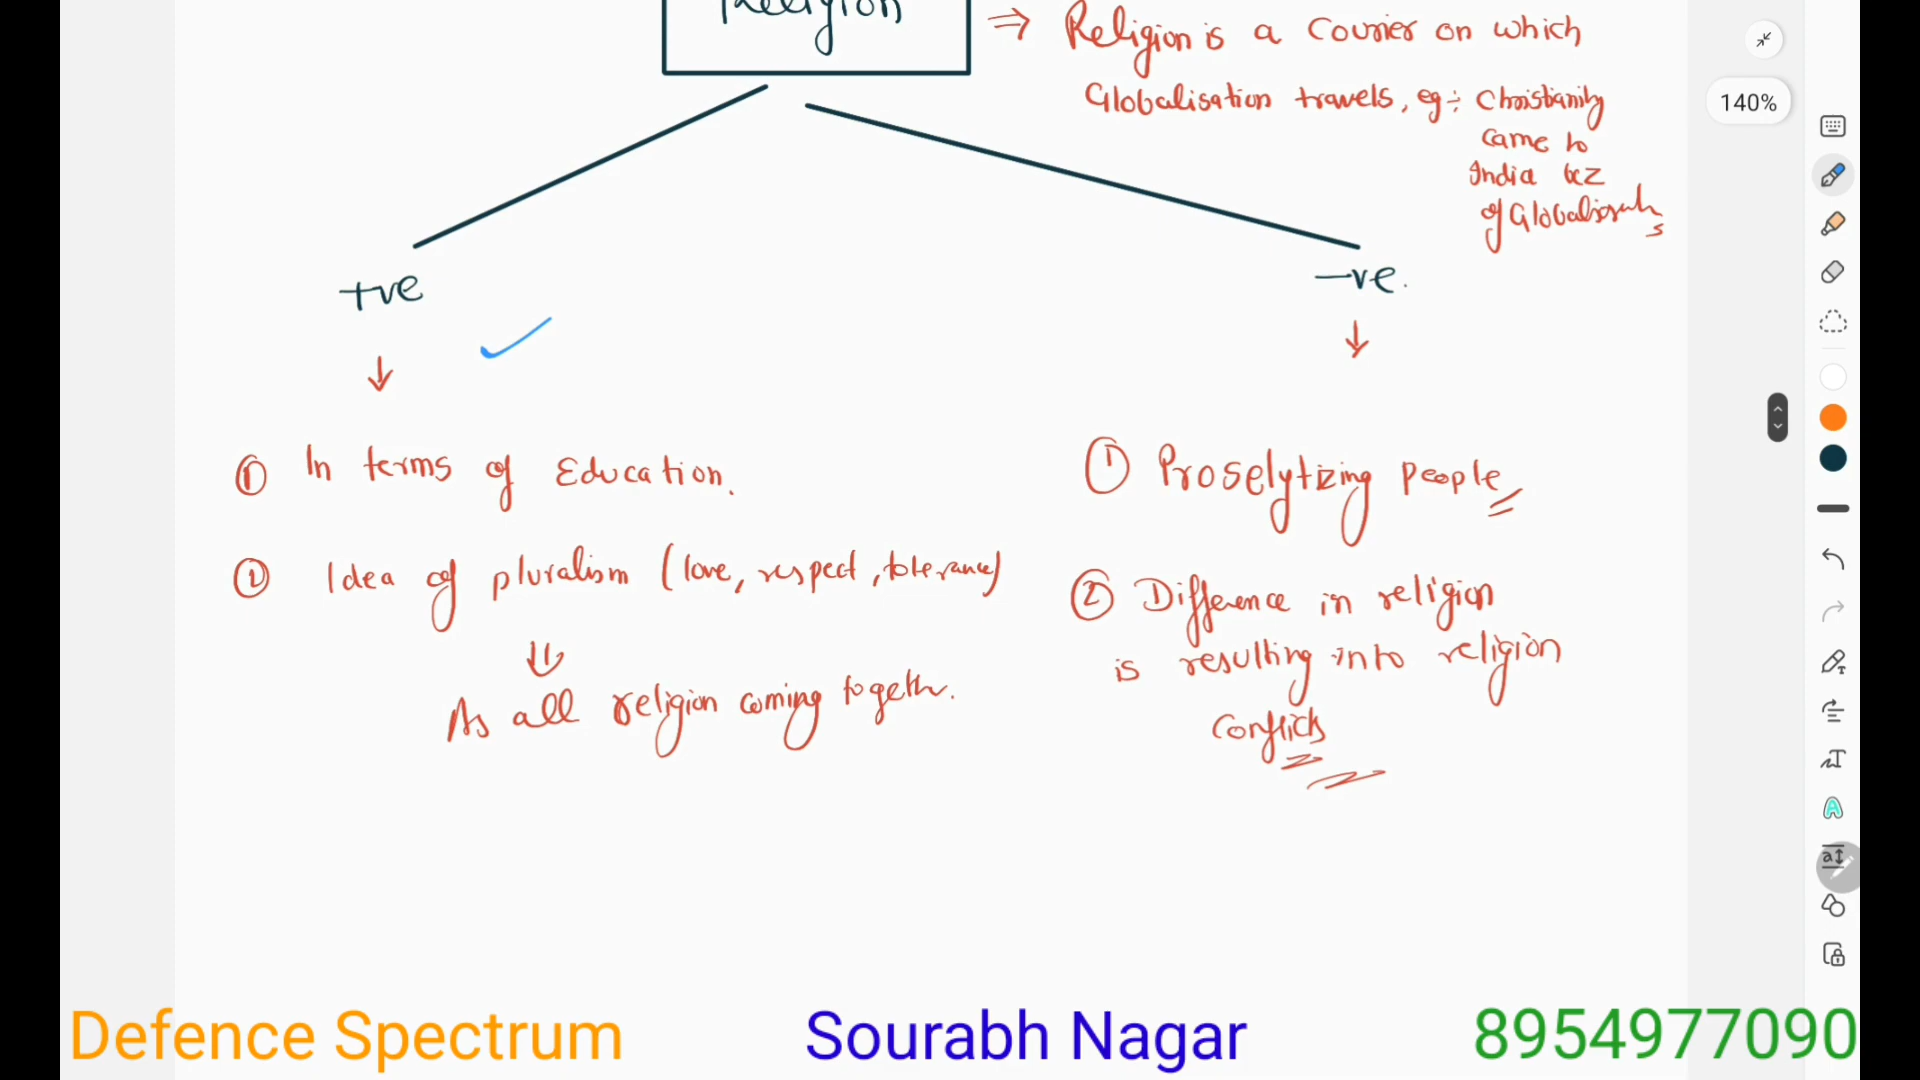 Religion
⇒ Religion is a Courier on which
Globalisation travels, eg ÷ Christianity
Came to
India bcz
of Globalisation
140%
+ve
-ve.
① In terms of Education.
① Proselytizing people
② Idea of pluralism (love, respect, tolerance)
② Difference in religion
is resulting into religion
Conflicts
As all religion coming together.
Defence Spectrum
Sourabh Nagar
8954977090